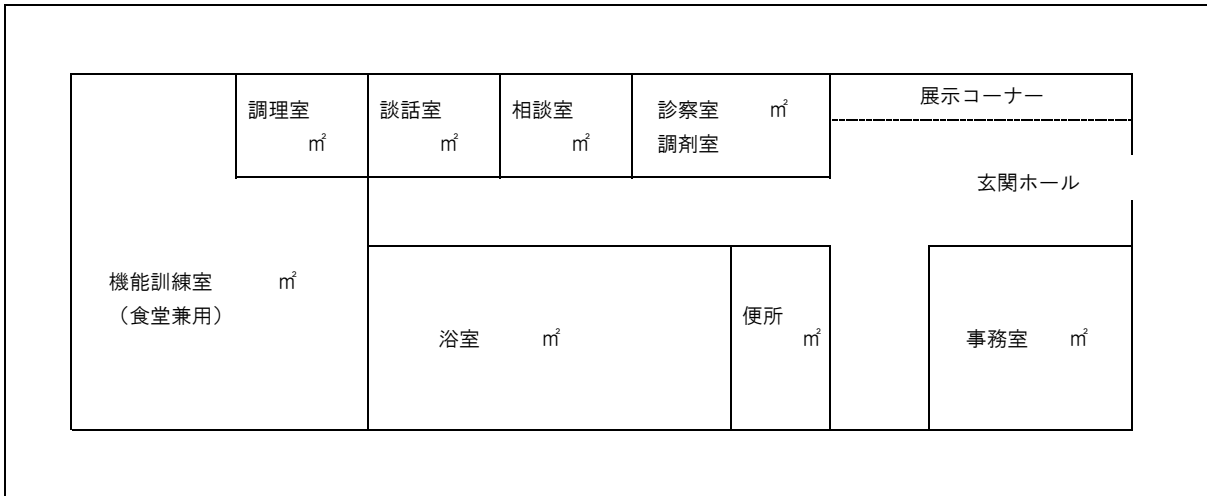 調理室
㎡
談話室
㎡
相談室
㎡
診察室 ㎡
調剤室
展示コーナー
玄関ホール
機能訓練室 ㎡
（食堂兼用）
浴室 ㎡
便所
㎡
事務室 ㎡